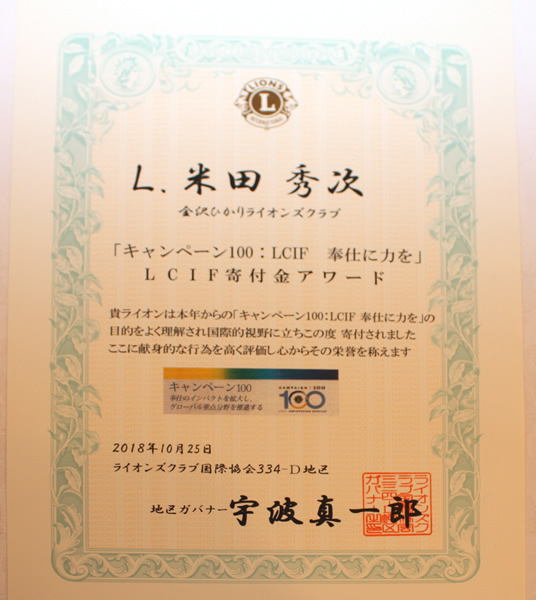 LIONS
L
INTERNATIONAL
L. 米田 秀次
金沢ひかりライオンズクラブ
「キャンペーン100：LCIF 奉仕に力を」
LCIF寄付金アワード
貴ライオンは本年からの「キャンペーン100:LCIF 奉仕に力を」の
目的をよく理解され国際的視野に立ちこの度 寄付されました
ここに献身的な行為を高く評価し心からその栄誉を称えます
キャンペーン100
奉仕のインパクトを拡大し、
グローバル重点分野を推進する
CAMPAIGN | 100
100
2018年10月25日
ライオンズクラブ国際協会334-D地区
地区ガバナー 宇波真一郎